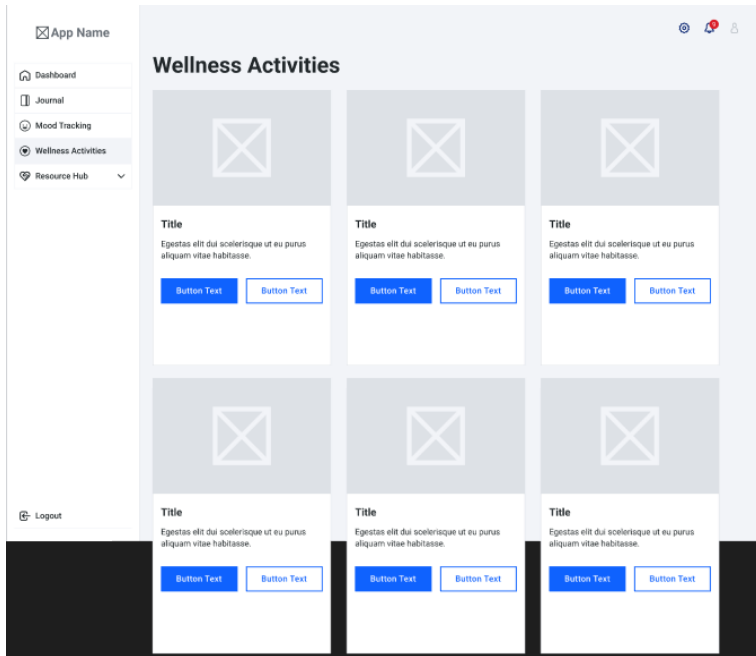 App Name
Dashboard
Journal
Mood Tracking
Wellness Activities
Resource Hub
Logout
Wellness Activities
Title
Egestas elit dui scelerisque ut eu purus
aliquam vitae habitasse.
Button Text Button Text
Title
Egestas elit dui scelerisque ut eu purus
aliquam vitae habitasse.
Button Text Button Text
Title
Egestas elit dui scelerisque ut eu purus
aliquam vitae habitasse.
Button Text Button Text
Title
Egestas elit dui scelerisque ut eu purus
aliquam vitae habitasse.
Button Text Button Text
Title
Egestas elit dui scelerisque ut eu purus
aliquam vitae habitasse.
Button Text Button Text
Title
Egestas elit dui scelerisque ut eu purus
aliquam vitae habitasse.
Button Text Button Text